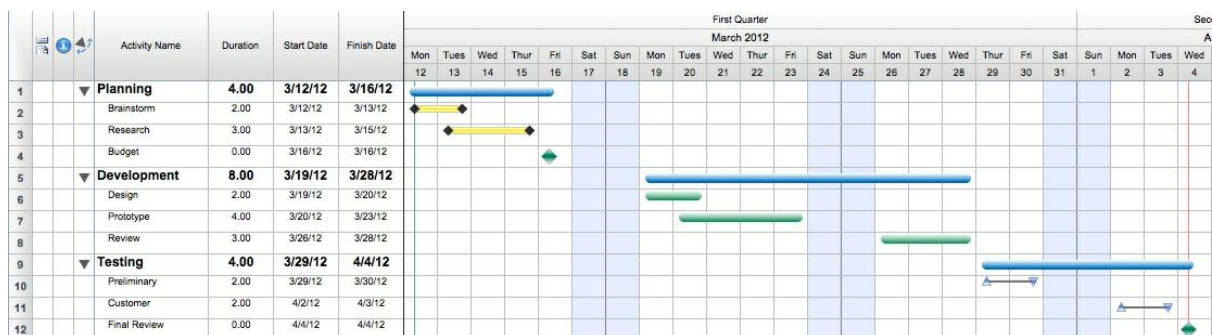 First Quarter Seco
March 2012 A
Activity Name Duration Start Date Finish Date Mon Tues Wed Thur Fri Sat Sun Mon Tues Wed Thur Fri Sat Sun Mon Tues Wed Thur Fri Sat Sun Mon Tues Wed
12 13 14 15 16 17 18 19 20 21 22 23 24 25 26 27 28 29 30 31 1 2 3 4
1 Planning 4.00 3/12/12 3/16/12
2 Brainstorm 2.00 3/12/12 3/13/12
3 Research 3.00 3/13/12 3/15/12
4 Budget 0.00 3/16/12 3/16/12
5 Development 8.00 3/19/12 3/28/12
6 Design 2.00 3/19/12 3/20/12
7 Prototype 4.00 3/20/12 3/23/12
8 Review 3.00 3/26/12 3/28/12
9 Testing 4.00 3/29/12 4/4/12
10 Preliminary 2.00 3/29/12 3/30/12
11 Customer 2.00 4/2/12 4/3/12
12 Final Review 0.00 4/4/12 4/4/12